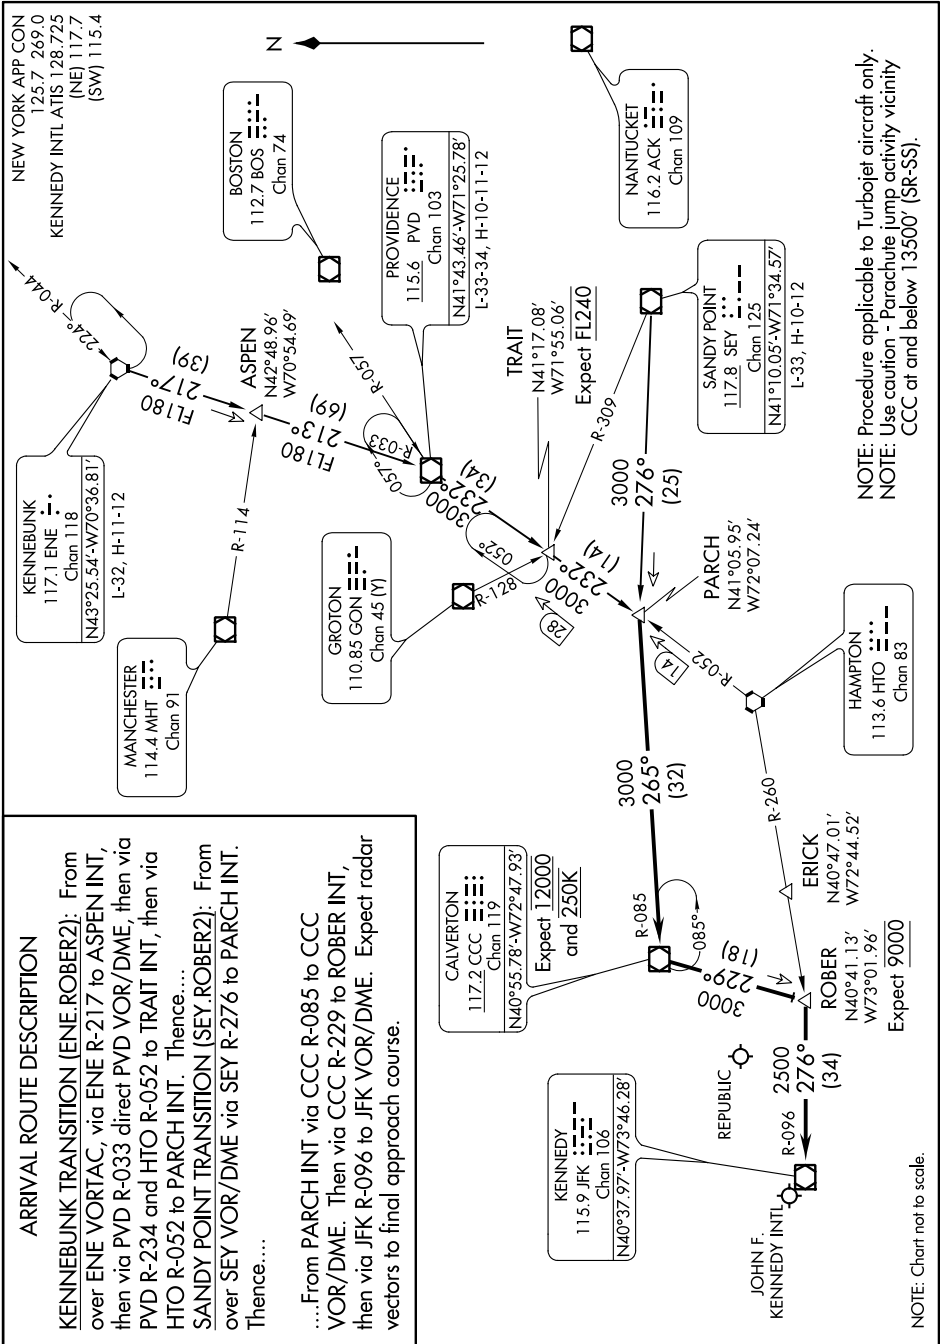 NEW YORK APP CON
125.7 269.0
KENNEDY INTL ATIS 128.725
(NE) 117.7
(SW) 115.4
ARRIVAL ROUTE DESCRIPTION
KENNEBUNK TRANSITION (ENE.ROBER2): From
over ENE VORTAC, via ENE R-217 to ASPEN INT,
then via PVD R-033 direct PVD VOR/DME, then via
PVD R-234 and HTO R-052 to TRAIT INT, then via
HTO R-052 to PARCH INT. Thence....
SANDY POINT TRANSITION (SEY.ROBER2): From
over SEY VOR/DME via SEY R-276 to PARCH INT.
Thence....
....From PARCH INT via CCC R-085 to CCC
VOR/DME. Then via CCC R-229 to ROBER INT,
then via JFK R-096 to JFK VOR/DME. Expect radar
vectors to final approach course.
MANCHESTER
114.4 MHT
Chan 91
KENNEBUNK
117.1 ENE
Chan 118
N43°25.54'-W70°36.81'
L-32, H-11-12
224°
R-044
FL180
217°
(39)
R-114
ASPEN
N42°48.96'
W70°54.69'
FL180
213°
(69)
BOSTON
112.7 BOS
Chan 74
N
R-057
R-033
057°
PROVIDENCE
115.6 PVD
Chan 103
N41°43.46'-W71°25.78'
L-33-34, H-10-11-12
GRO​TON
110.85 GON
Chan 45 (Y)
R-128
3000
232°
(34)
052°
TRAIT
N41°17.08'
W71°55.06'
Expect FL240
R-309
3000
232°
(14)
28
NANTUCKET
116.2 ACK
Chan 109
SANDY POINT
117.8 SEY
Chan 125
N41°10.05'-W71°34.57'
L-33, H-10-12
3000
276°
(25)
PARCH
N41°05.95'
W72°07.24'
14
R-052
HAMPTON
113.6 HTO
Chan 83
R-260
3000
265°
(32)
CALVERTON
117.2 CCC
Chan 119
N40°55.78'-W72°47.93'
Expect 12000
and 250K
R-085
085°
3000
229°
(18)
ERICK
N40°47.01'
W72°44.52'
ROBER
N40°41.13'
W73°01.96'
Expect 9000
REPUBLIC
2500
276°
(34)
R-096
KENNEDY
115.9 JFK
Chan 106
N40°37.97'-W73°46.28'
JOHN F.
KENNEDY INTL
NOTE: Procedure applicable to Turbojet aircraft only.
NOTE: Use caution - Parachute jump activity vicinity
CCC at and below 13500' (SR-SS).
NOTE: Chart not to scale.